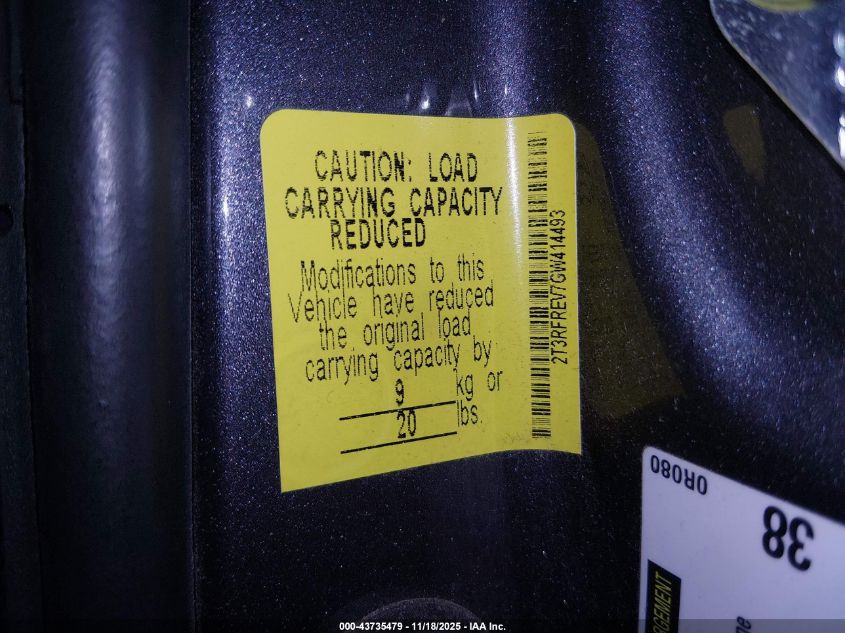 CAUTION: LOAD
CARRYING CAPACITY
REDUCED
Modifications to this
Vehicle have reduced
the original load
carrying capacity by
9 kg or
20 lbs.
2T3RFREV7GW414493
0R080
38
RGEMENT
000-43735479 - 11/18/2025 - IAA Inc.